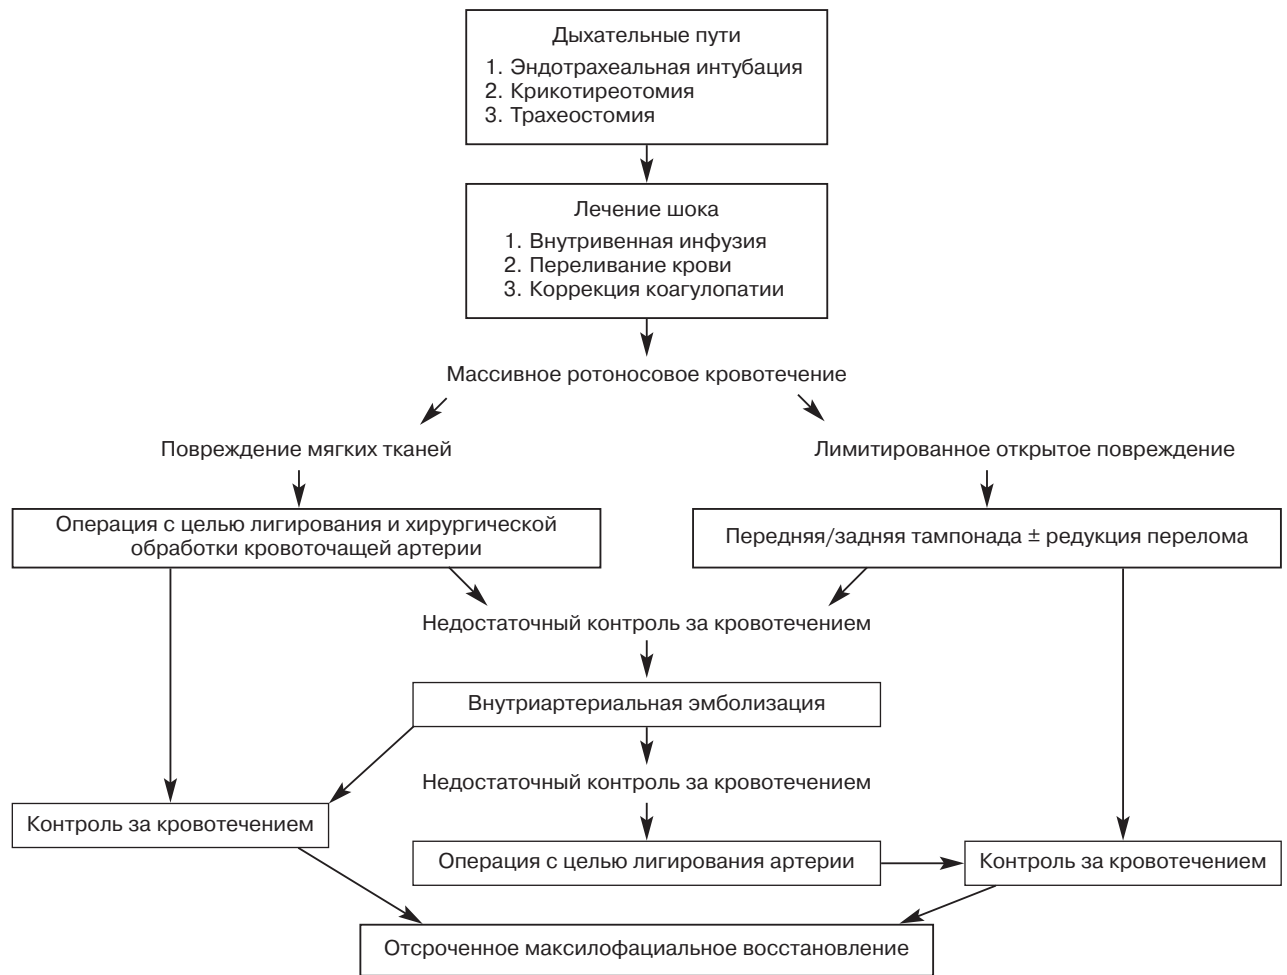 Дыхательные пути
1. Эндотрахеальная интубация
2. Крикотиреотомия
3. Трахеостомия
Лечение шока
1. Внутривенная инфузия
2. Переливание крови
3. Коррекция коагулопатии
Массивное ротоносовое кровотечение
Повреждение мягких тканей
Лимитированное открытое повреждение
Операция с целью лигирования и хирургической
обработки кровоточащей артерии
Передняя/задняя тампонада ± редукция перелома
Недостаточный контроль за кровотечением
Внутриартериальная эмболизация
Недостаточный контроль за кровотечением
Контроль за кровотечением
Операция с целью лигирования артерии
Контроль за кровотечением
Отсроченное максилофациальное восстановление